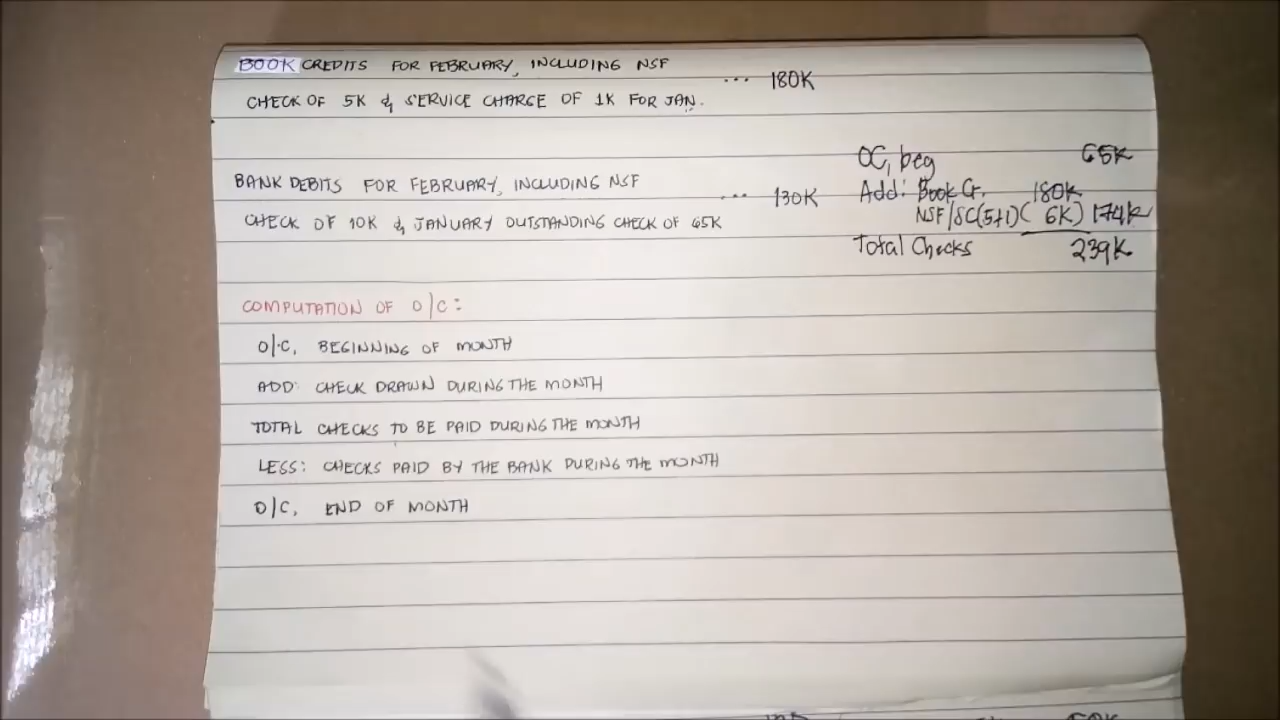 BOOK CREDITS FOR FEBRUARY, INCLUDING NSF
CHECK OF 5K & SERVICE CHARGE OF 1K FOR JAN. ... 180K
BANK DEBITS FOR FEBRUARY, INCLUDING NSF
CHECK OF 10K & JANUARY OUTSTANDING CHECK OF 65K ... 130K
OC, beg 65K
Add: Book Cr. 180K
NSF/SC(5+1) (6K) 174K
Total Checks 239K
COMPUTATION OF O/C:
O/C, BEGINNING OF MONTH
ADD: CHECK DRAWN DURING THE MONTH
TOTAL CHECKS TO BE PAID DURING THE MONTH
LESS: CHECKS PAID BY THE BANK DURING THE MONTH
O/C, END OF MONTH